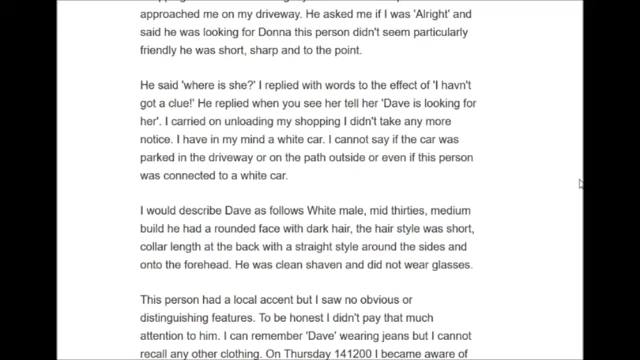 approached me on my driveway. He asked me if I was 'Alright' and
said he was looking for Donna this person didn't seem particularly
friendly he was short, sharp and to the point.
He said 'where is she?' I replied with words to the effect of 'I havn't
got a clue!' He replied when you see her tell her 'Dave is looking for
her'. I carried on unloading my shopping I didn't take any more
notice. I have in my mind a white car. I cannot say if the car was
parked in the driveway or on the path outside or even if this person
was connected to a white car.
I would describe Dave as follows White male, mid thirties, medium
build he had a rounded face with dark hair, the hair style was short,
collar length at the back with a straight style around the sides and
onto the forehead. He was clean shaven and did not wear glasses.
This person had a local accent but I saw no obvious or
distinguishing features. To be honest I didn't pay that much
attention to him. I can remember 'Dave' wearing jeans but I cannot
recall any other clothing. On Thursday 141200 I became aware of